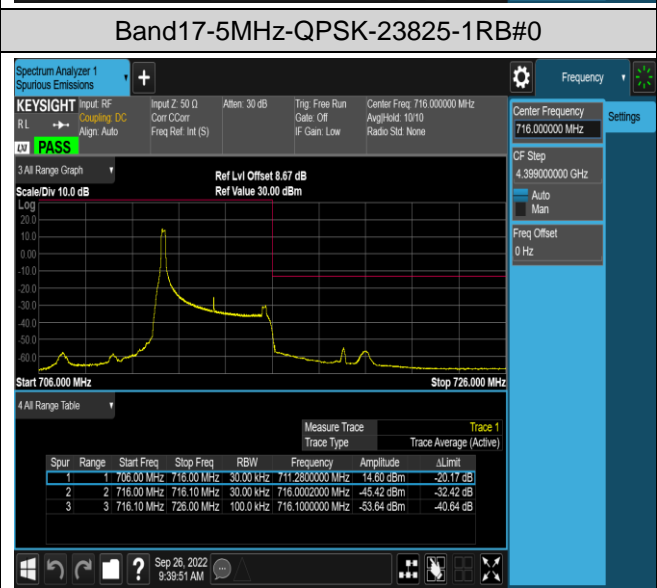 Band17-5MHz-QPSK-23825-1RB#0
Spectrum Analyzer 1
Spurious Emissions
Frequency
KEYSIGHT Input: RF
RL
Coupling: DC
Align: Auto
Input Z: 50 Ω
Corr CCorr
Freq Ref: Int (S)
Atten: 30 dB
Trig: Free Run
Gate: Off
IF Gain: Low
Center Freq: 716.000000 MHz
Avg|Hold: 10/10
Radio Std: None
PASS
Center Frequency
716.000000 MHz
Settings
CF Step
4.399000000 GHz
Auto
Man
Freq Offset
0 Hz
3 All Range Graph
Ref Lvl Offset 8.67 dB
Scale/Div 10.0 dB
Ref Value 30.00 dBm
Log
20.0
10.0
0.00
-10.0
-20.0
-30.0
-40.0
-50.0
-60.0
Start 706.000 MHz
Stop 726.000 MHz
4 All Range Table
Measure Trace Trace 1
Trace Type Trace Average (Active)
Spur Range Start Freq Stop Freq RBW Frequency Amplitude ΔLimit
1 1 706.00 MHz 716.00 MHz 30.00 kHz 711.2800000 MHz 14.60 dBm -20.17 dB
2 2 716.00 MHz 716.10 MHz 30.00 kHz 716.0002000 MHz -45.42 dBm -32.42 dB
3 3 716.10 MHz 726.00 MHz 100.0 kHz 716.1000000 MHz -53.64 dBm -40.64 dB
Sep 26, 2022
9:39:51 AM